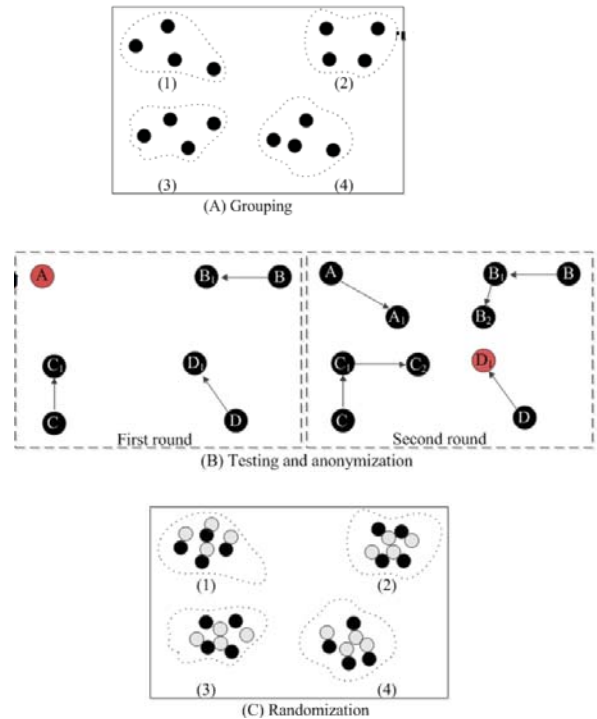 (1)
(2)
(3)
(4)
(A) Grouping
A
B1
B
C1
D1
C
D
First round
A
B1
B
A1
B2
C1
C2
D1
C
D
Second round
(B) Testing and anonymization
(1)
(2)
(3)
(4)
(C) Randomization